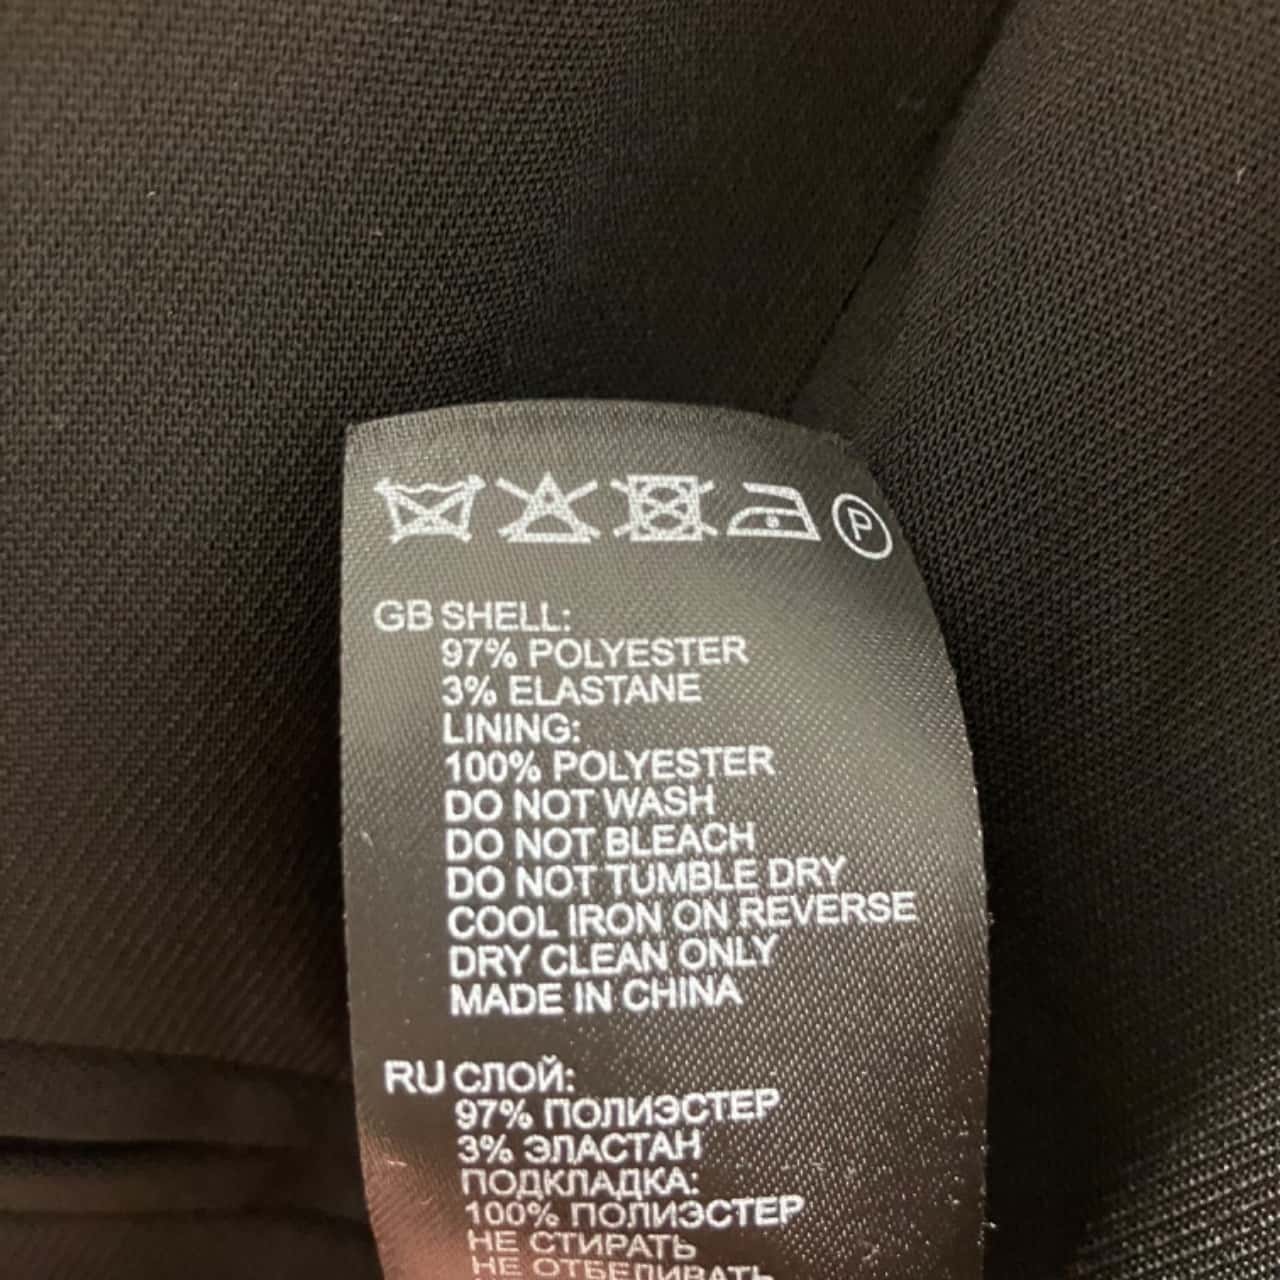 P
GB SHELL:
97% POLYESTER
3% ELASTANE
LINING:
100% POLYESTER
DO NOT WASH
DO NOT BLEACH
DO NOT TUMBLE DRY
COOL IRON ON REVERSE
DRY CLEAN ONLY
MADE IN CHINA
RU СЛОЙ:
97% ПОЛИЭСТЕР
3% ЭЛАСТАН
ПОДКЛАДКА:
100% ПОЛИЭСТЕР
НЕ СТИРАТЬ
НЕ ОТБЕЛИВАТЬ